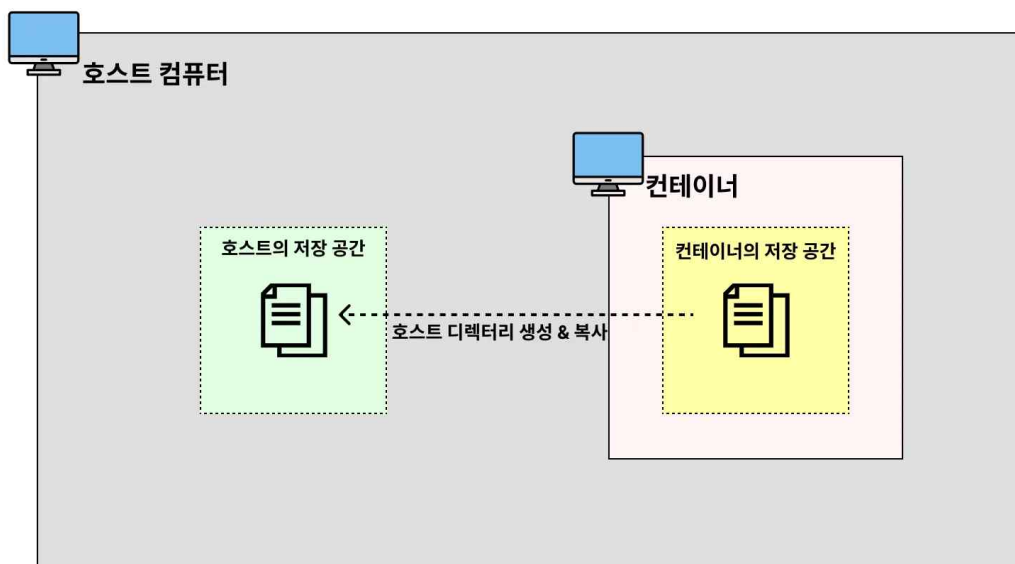 호스트 컴퓨터
컨테이너
호스트의 저장 공간
컨테이너의 저장 공간
호스트 디렉터리 생성 & 복사